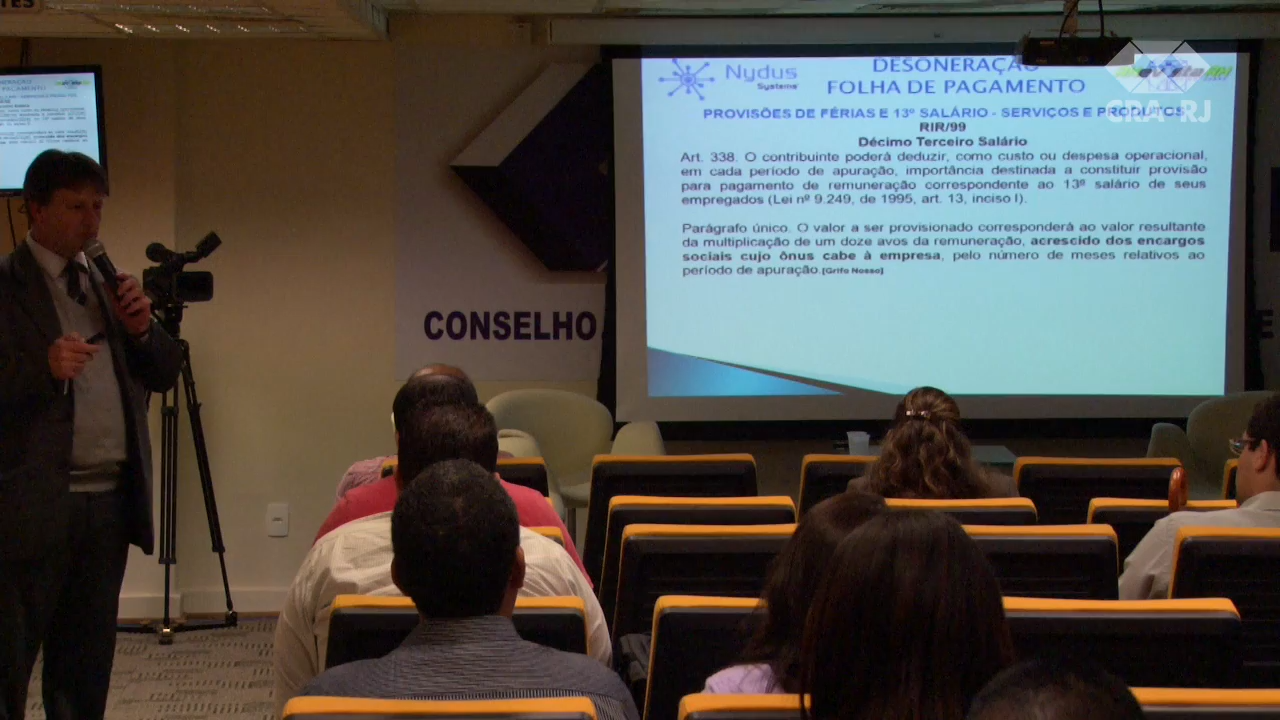 TES
Nydus
Systems
DESONERAÇÃO
FOLHA DE PAGAMENTO
CRA-RJ
PROVISÕES DE FÉRIAS E 13º SALÁRIO - SERVIÇOS E PRODUTOS
RIR/99
Décimo Terceiro Salário
Art. 338. O contribuinte poderá deduzir, como custo ou despesa operacional,
em cada período de apuração, importância destinada a constituir provisão
para pagamento de remuneração correspondente ao 13º salário de seus
empregados (Lei nº 9.249, de 1995, art. 13, inciso I).
Parágrafo único. O valor a ser provisionado corresponderá ao valor resultante
da multiplicação de um doze avos da remuneração, acrescido dos encargos
sociais cujo ônus cabe à empresa, pelo número de meses relativos ao
período de apuração.[Grifo Nosso]
CONSELHO